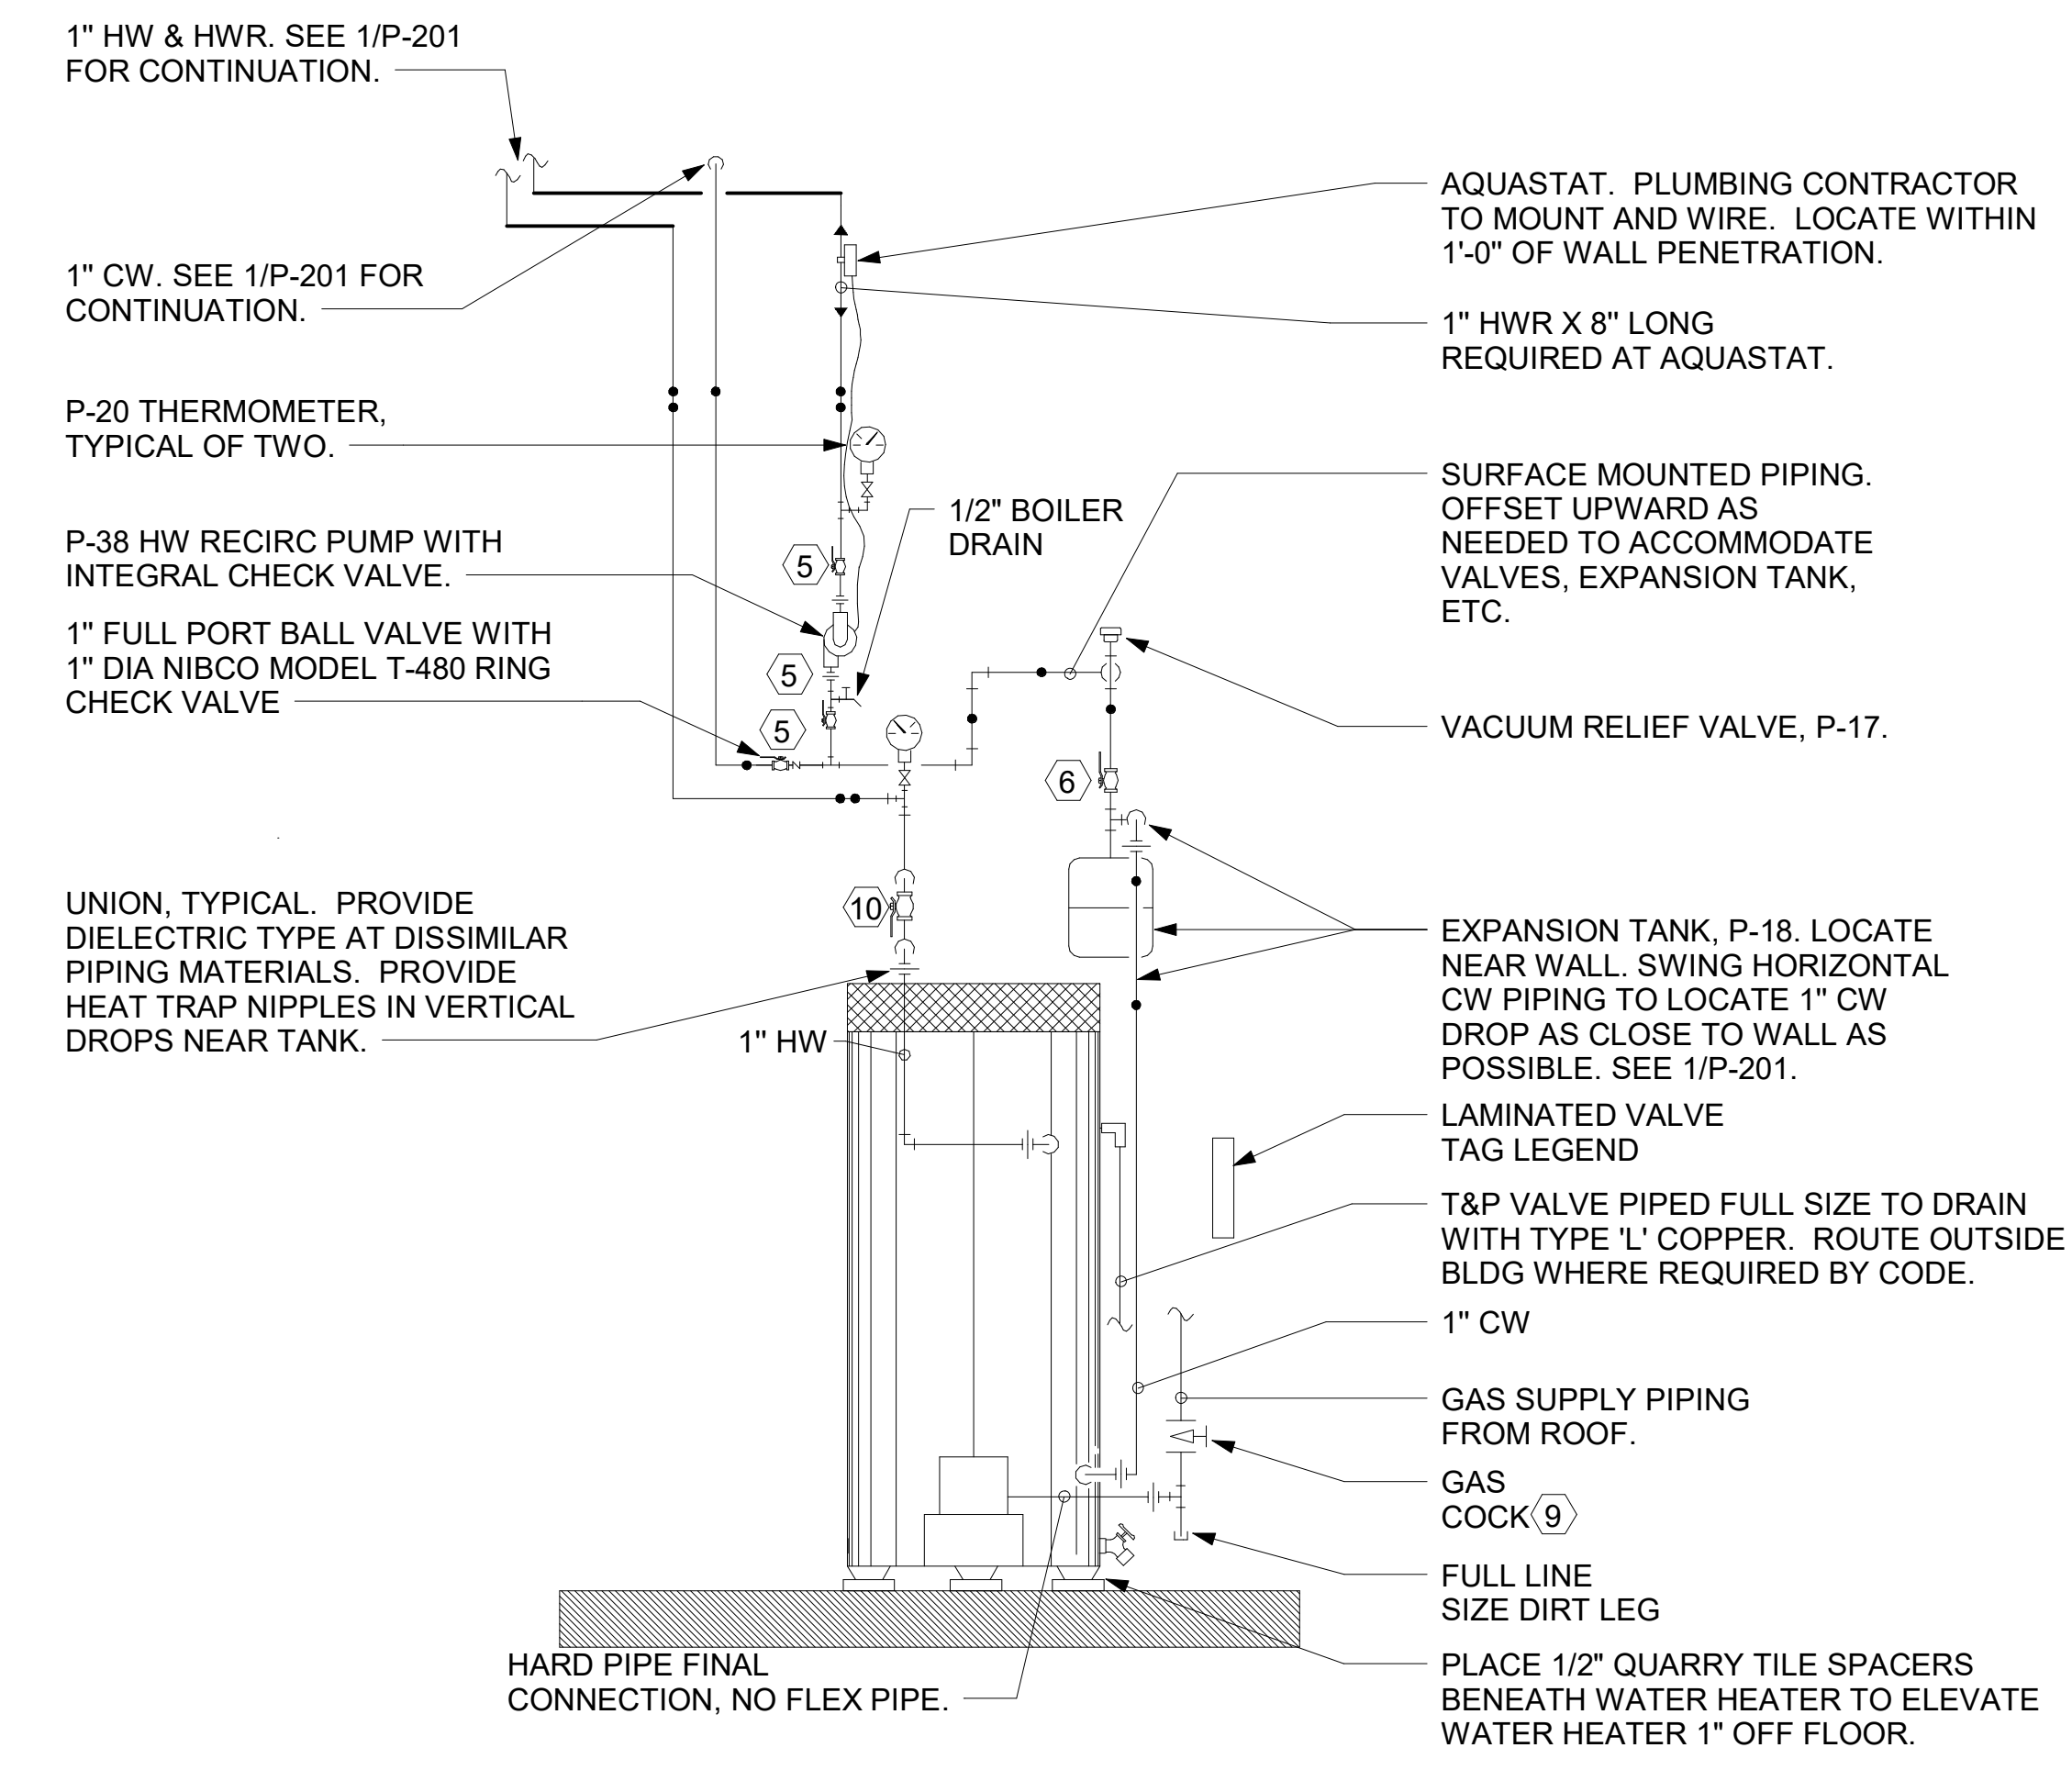 1" HW & HWR. SEE 1/P-201
FOR CONTINUATION.
1" CW. SEE 1/P-201 FOR
CONTINUATION.
P-20 THERMOMETER,
TYPICAL OF TWO.
P-38 HW RECIRC PUMP WITH
INTEGRAL CHECK VALVE.
1" FULL PORT BALL VALVE WITH
1" DIA NIBCO MODEL T-480 RING
CHECK VALVE
UNION, TYPICAL. PROVIDE
DIELECTRIC TYPE AT DISSIMILAR
PIPING MATERIALS. PROVIDE
HEAT TRAP NIPPLES IN VERTICAL
DROPS NEAR TANK.
1/2" BOILER
DRAIN
5
5
5
6
10
1" HW
HARD PIPE FINAL
CONNECTION, NO FLEX PIPE.
AQUASTAT. PLUMBING CONTRACTOR
TO MOUNT AND WIRE. LOCATE WITHIN
1'-0" OF WALL PENETRATION.
1" HWR X 8" LONG
REQUIRED AT AQUASTAT.
SURFACE MOUNTED PIPING.
OFFSET UPWARD AS
NEEDED TO ACCOMMODATE
VALVES, EXPANSION TANK,
ETC.
VACUUM RELIEF VALVE, P-17.
EXPANSION TANK, P-18. LOCATE
NEAR WALL. SWING HORIZONTAL
CW PIPING TO LOCATE 1" CW
DROP AS CLOSE TO WALL AS
POSSIBLE. SEE 1/P-201.
LAMINATED VALVE
TAG LEGEND
T&P VALVE PIPED FULL SIZE TO DRAIN
WITH TYPE 'L' COPPER. ROUTE OUTSIDE
BLDG WHERE REQUIRED BY CODE.
1" CW
GAS SUPPLY PIPING
FROM ROOF.
GAS
COCK 9
FULL LINE
SIZE DIRT LEG
PLACE 1/2" QUARRY TILE SPACERS
BENEATH WATER HEATER TO ELEVATE
WATER HEATER 1" OFF FLOOR.